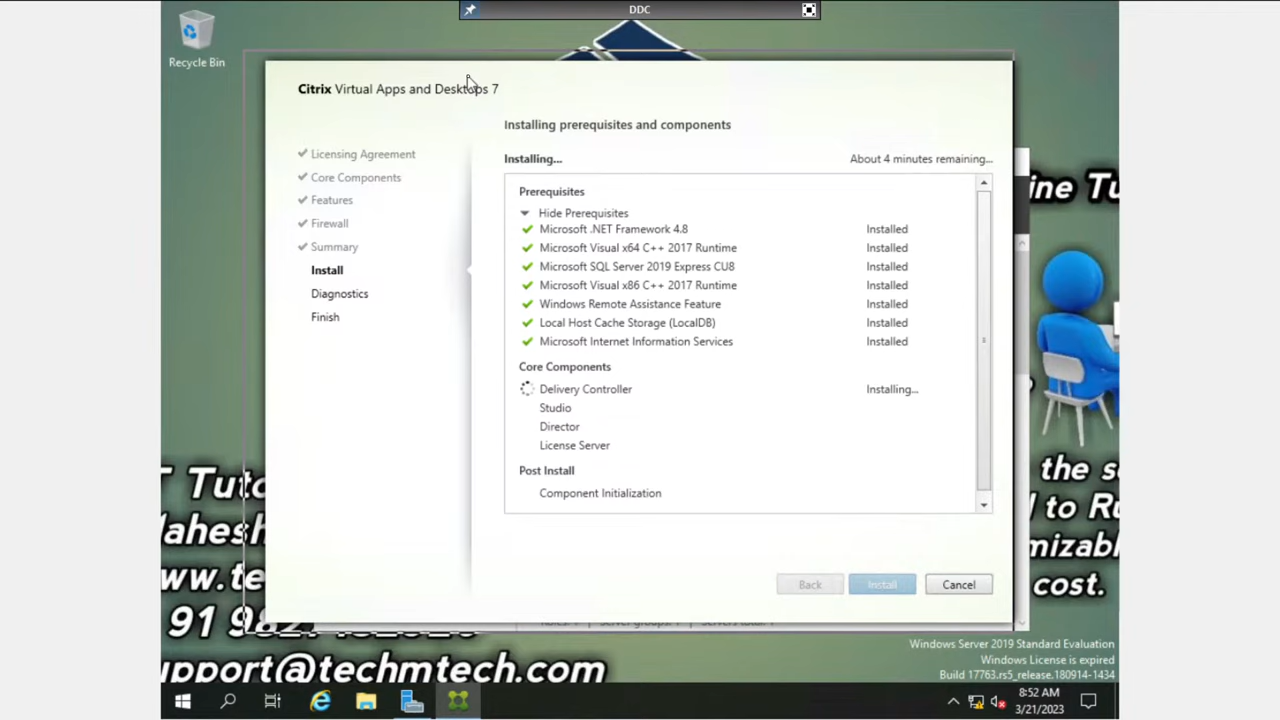 DDC
Recycle Bin
Citrix Virtual Apps and Desktops 7
Installing prerequisites and components
Licensing Agreement
Core Components
Features
Firewall
Summary
Install
Diagnostics
Finish
Installing...
About 4 minutes remaining...
Prerequisites
Hide Prerequisites
Microsoft .NET Framework 4.8 Installed
Microsoft Visual x64 C++ 2017 Runtime Installed
Microsoft SQL Server 2019 Express CU8 Installed
Microsoft Visual x86 C++ 2017 Runtime Installed
Windows Remote Assistance Feature Installed
Local Host Cache Storage (LocalDB) Installed
Microsoft Internet Information Services Installed
Core Components
Delivery Controller Installing...
Studio
Director
License Server
Post Install
Component Initialization
Back
Install
Cancel
ine Tu
T Tuto
the s
ahesh
to Ru
ww.te
mizabl
91 9
cost.
upport@techmtech.com
Windows Server 2019 Standard Evaluation
Windows License is expired
Build 17763.rs5_release.180914-1434
8:52 AM
3/21/2023